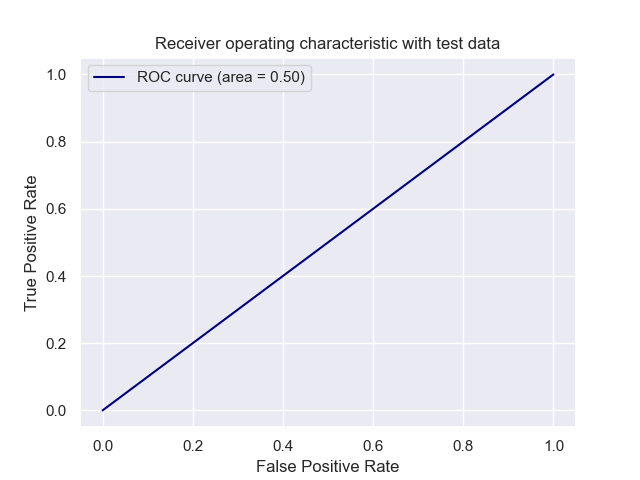 Receiver operating characteristic with test data
ROC curve (area = 0.50)
1.0
0.8
0.6
0.4
0.2
0.0
True Positive Rate
0.0 0.2 0.4 0.6 0.8 1.0
False Positive Rate